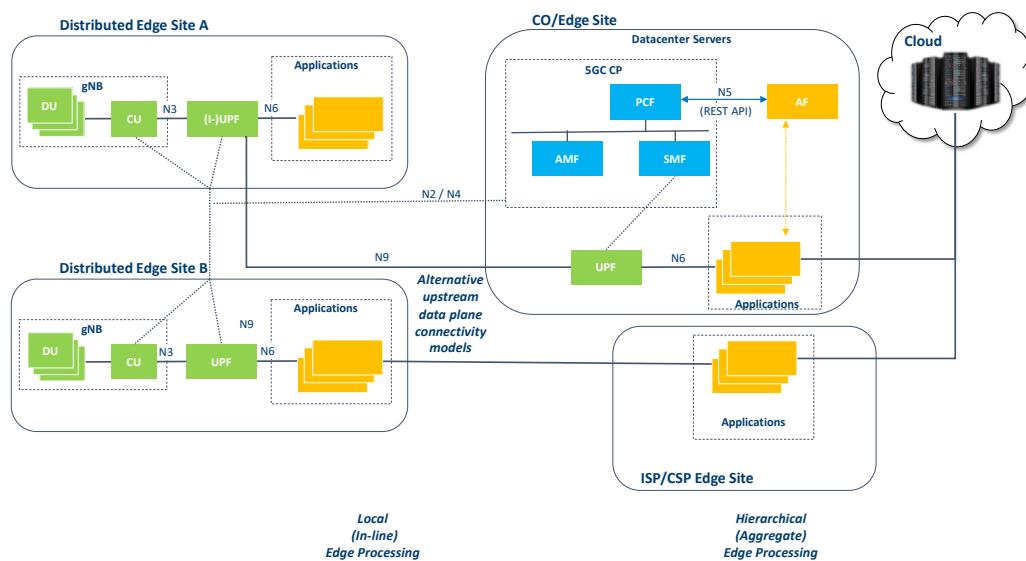 Distributed Edge Site A
gNB
DU
CU
N3
(I-)UPF
N6
Applications
CO/Edge Site
Datacenter Servers
5GC CP
PCF
N5
(REST API)
AF
AMF
SMF
Cloud
N2 / N4
N9
UPF
N6
Applications
Distributed Edge Site B
gNB
DU
CU
N3
UPF
N9
N6
Applications
Alternative
upstream
data plane
connectivity
models
Applications
ISP/CSP Edge Site
Local
(In-line)
Edge Processing
Hierarchical
(Aggregate)
Edge Processing